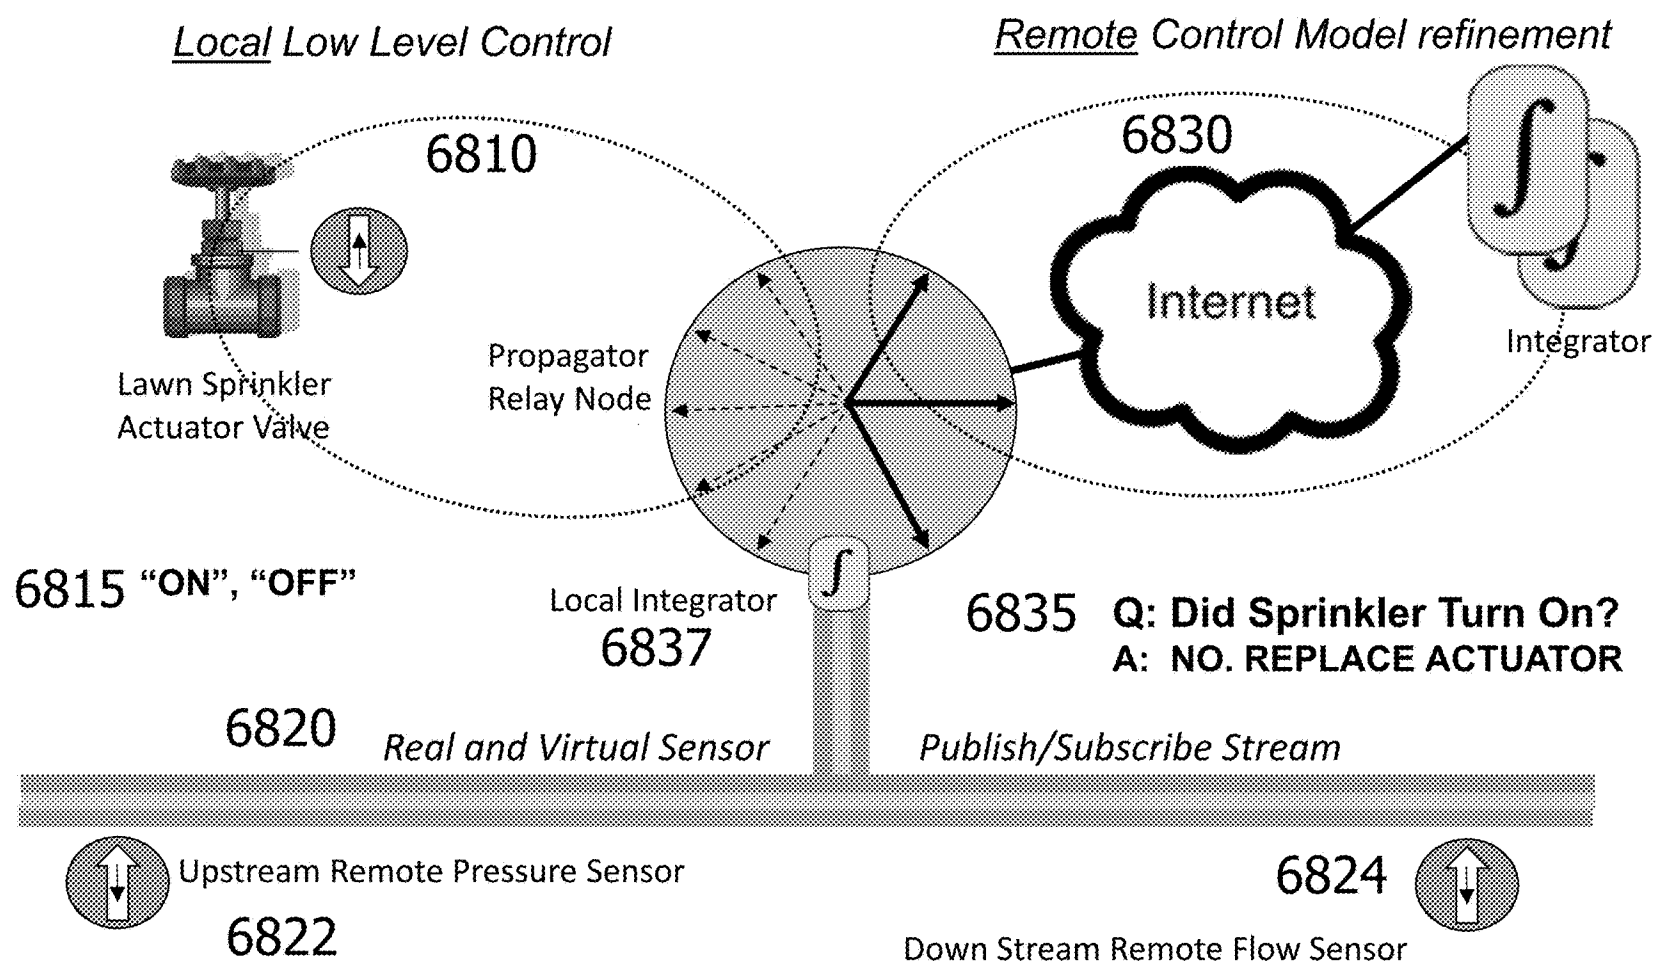 Local Low Level Control
Remote Control Model refinement
6810
6830
∫
∫
Internet
Integrator
Propagator
Relay Node
Lawn Sprinkler
Actuator Valve
∫
6815 “ON”, “OFF”
Local Integrator
6837
6835 Q: Did Sprinkler Turn On?
A: NO. REPLACE ACTUATOR
6820
Real and Virtual Sensor
Publish/Subscribe Stream
Upstream Remote Pressure Sensor
6822
6824
Down Stream Remote Flow Sensor